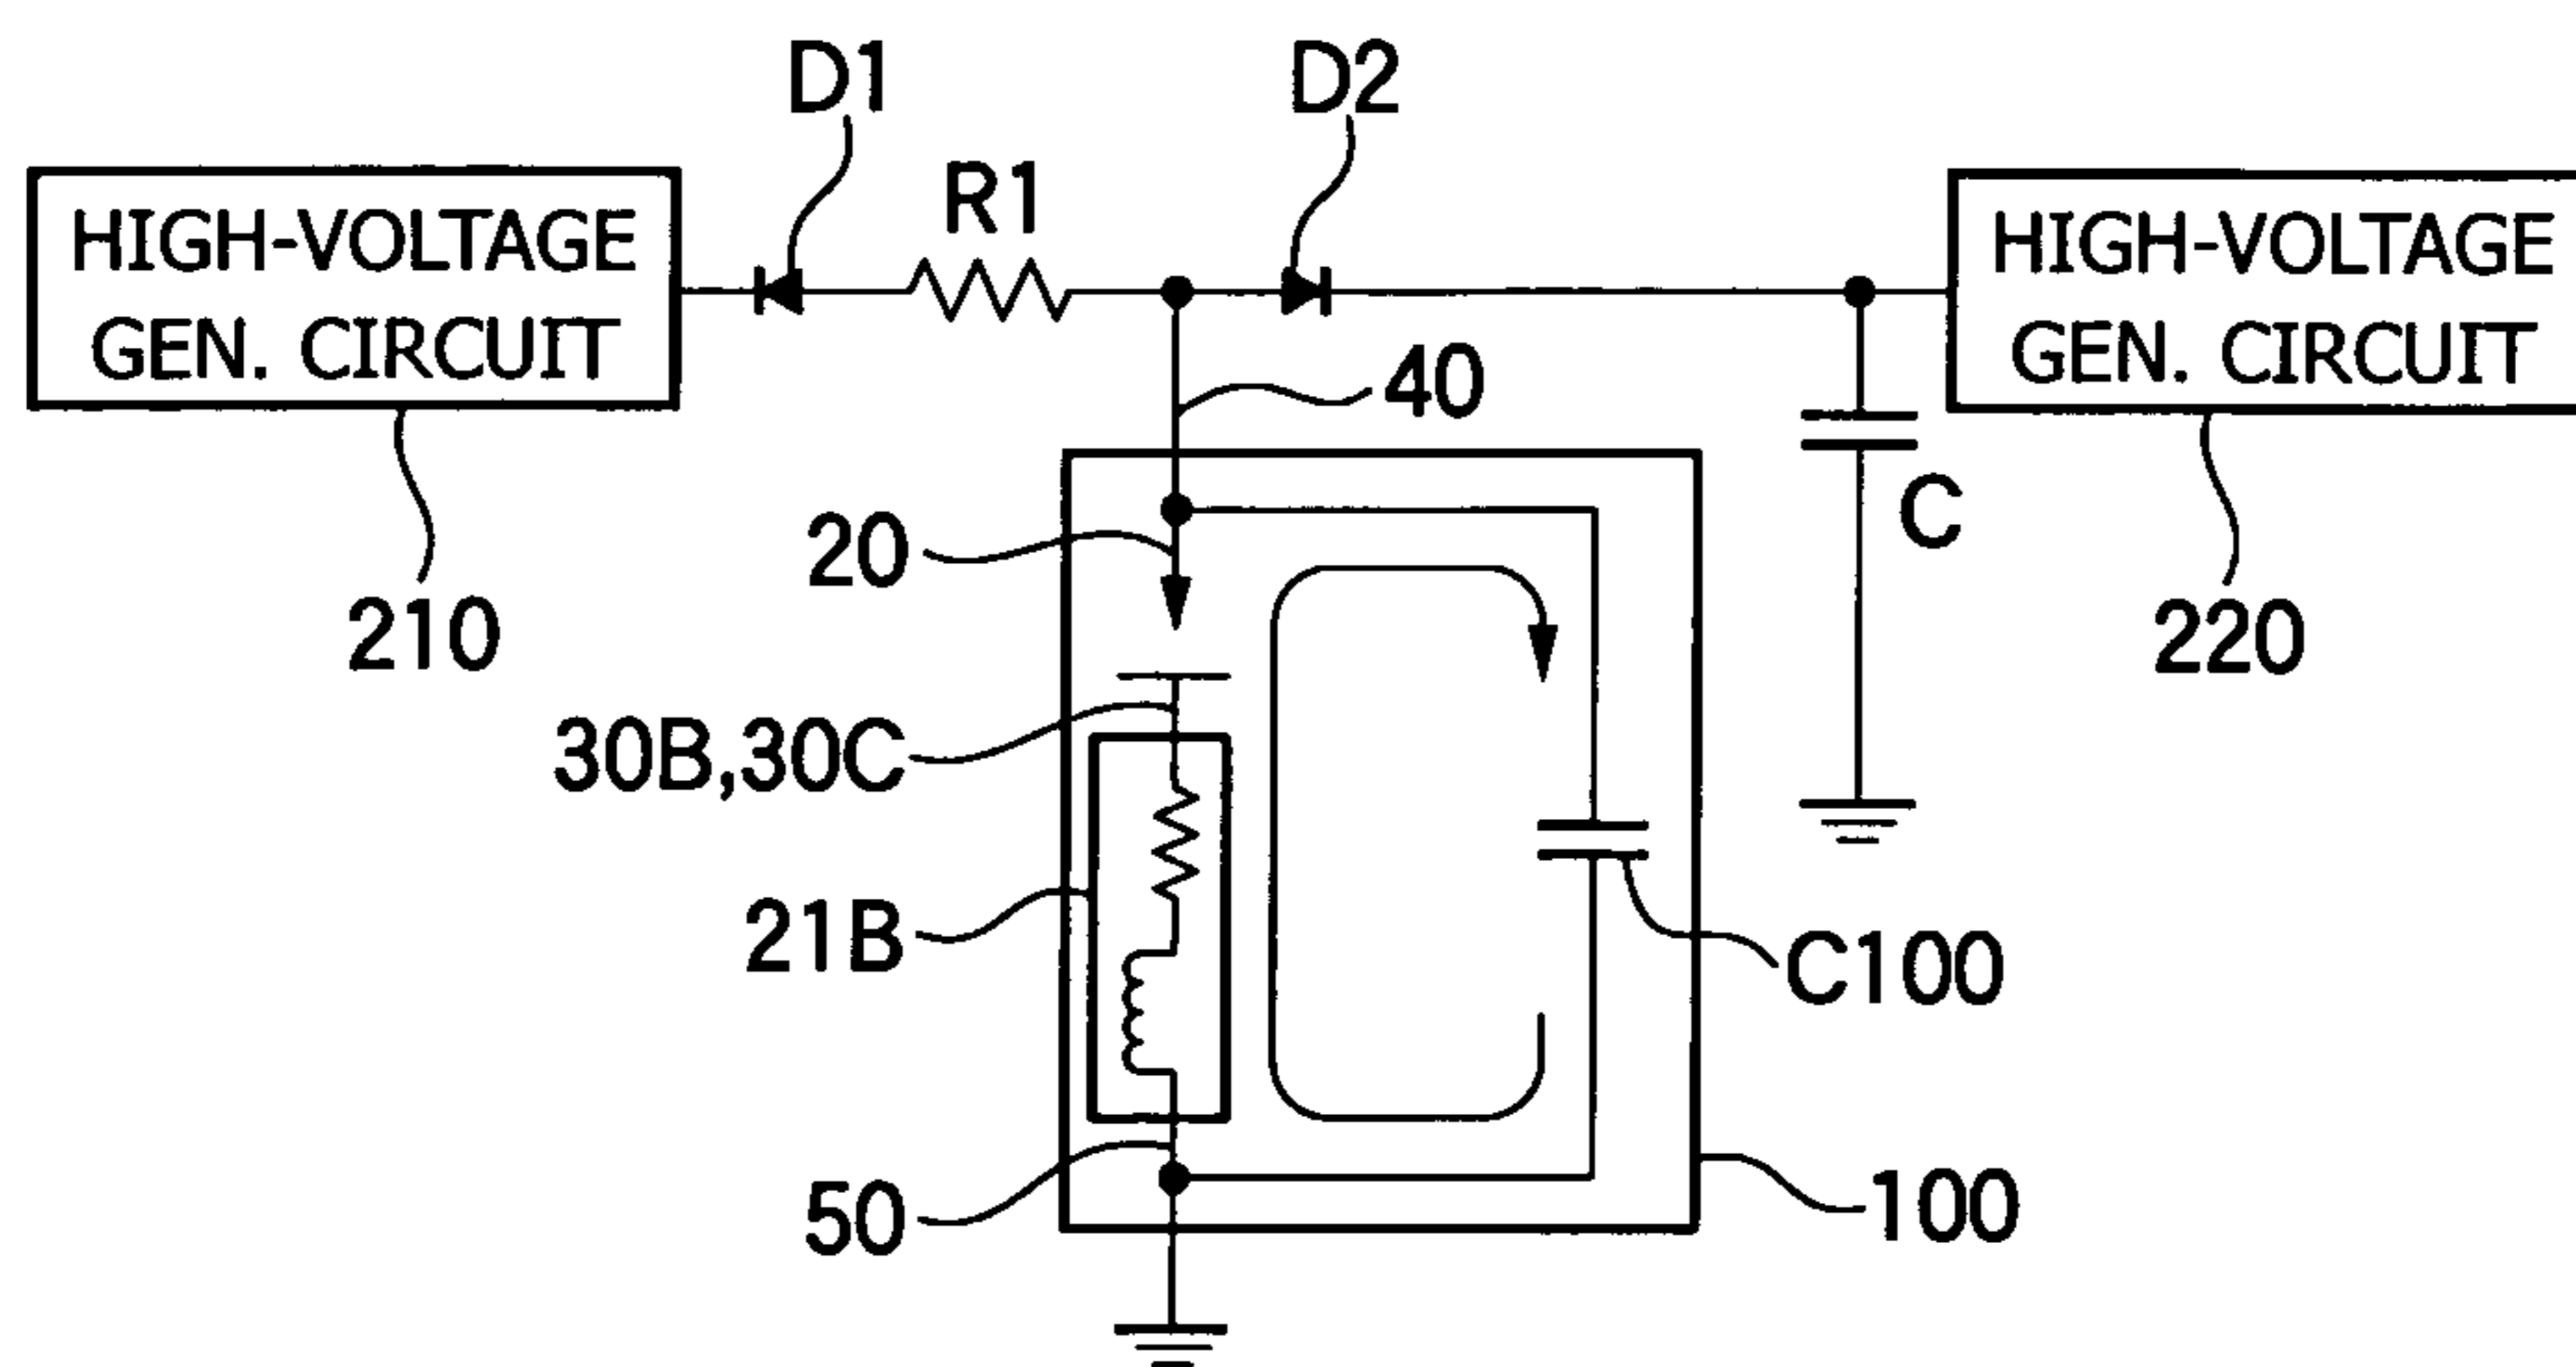 D1
D2
R1
HIGH-VOLTAGE
GEN. CIRCUIT
HIGH-VOLTAGE
GEN. CIRCUIT
40
20
C
210
220
30B,30C
21B
C100
50
100